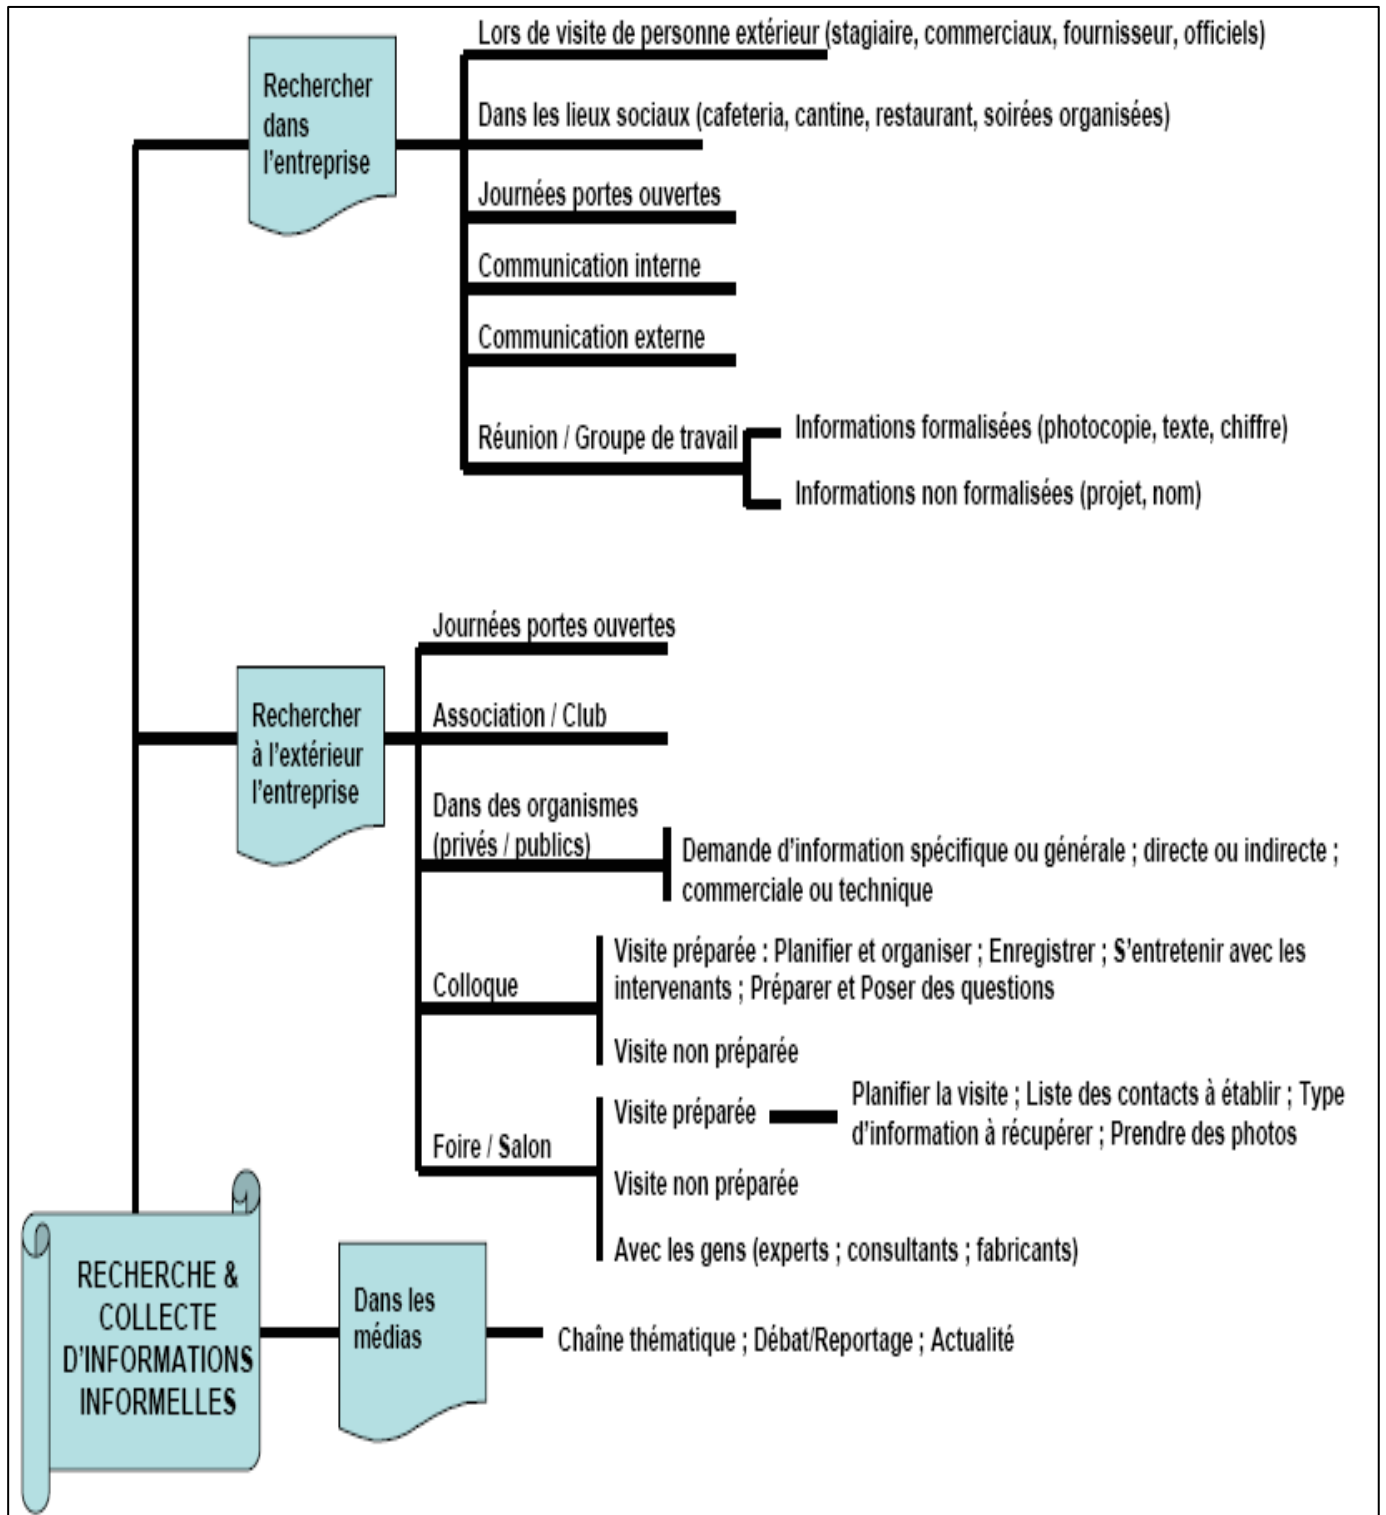 Lors de visite de personne extérieur (stagiaire, commerciaux, fournisseur, officiels)
Rechercher
dans
l'entreprise
Dans les lieux sociaux (cafeteria, cantine, restaurant, soirées organisées)
Journées portes ouvertes
Communication interne
Communication externe
Réunion / Groupe de travail
Informations formalisées (photocopie, texte, chiffre)
Informations non formalisées (projet, nom)
Rechercher
à l'extérieur
l'entreprise
Journées portes ouvertes
Association / Club
Dans des organismes
(privés / publics)
Demande d'information spécifique ou générale ; directe ou indirecte ;
commerciale ou technique
Colloque
Visite préparée : Planifier et organiser ; Enregistrer ; S'entretenir avec les
intervenants ; Préparer et Poser des questions
Visite non préparée
Foire / Salon
Visite préparée
Planifier la visite ; Liste des contacts à établir ; Type
d'information à récupérer ; Prendre des photos
Visite non préparée
Avec les gens (experts ; consultants ; fabricants)
RECHERCHE &
COLLECTE
D'INFORMATIONS
INFORMELLES
Dans les
médias
Chaîne thématique ; Débat/Reportage ; Actualité